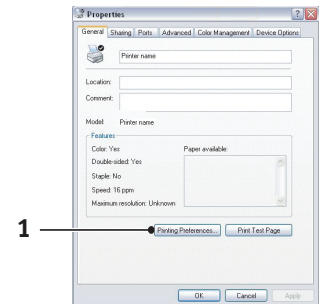 Properties
General Sharing Ports Advanced Color Management Device Options
Printer name
Location:
Comment:
Model: Printer name
Features
Color: Yes Paper available:
Double-sided: Yes
Staple: No
Speed: 16 ppm
Maximum resolution: Unknown
1 Printing Preferences... Print Test Page
OK Cancel Apply